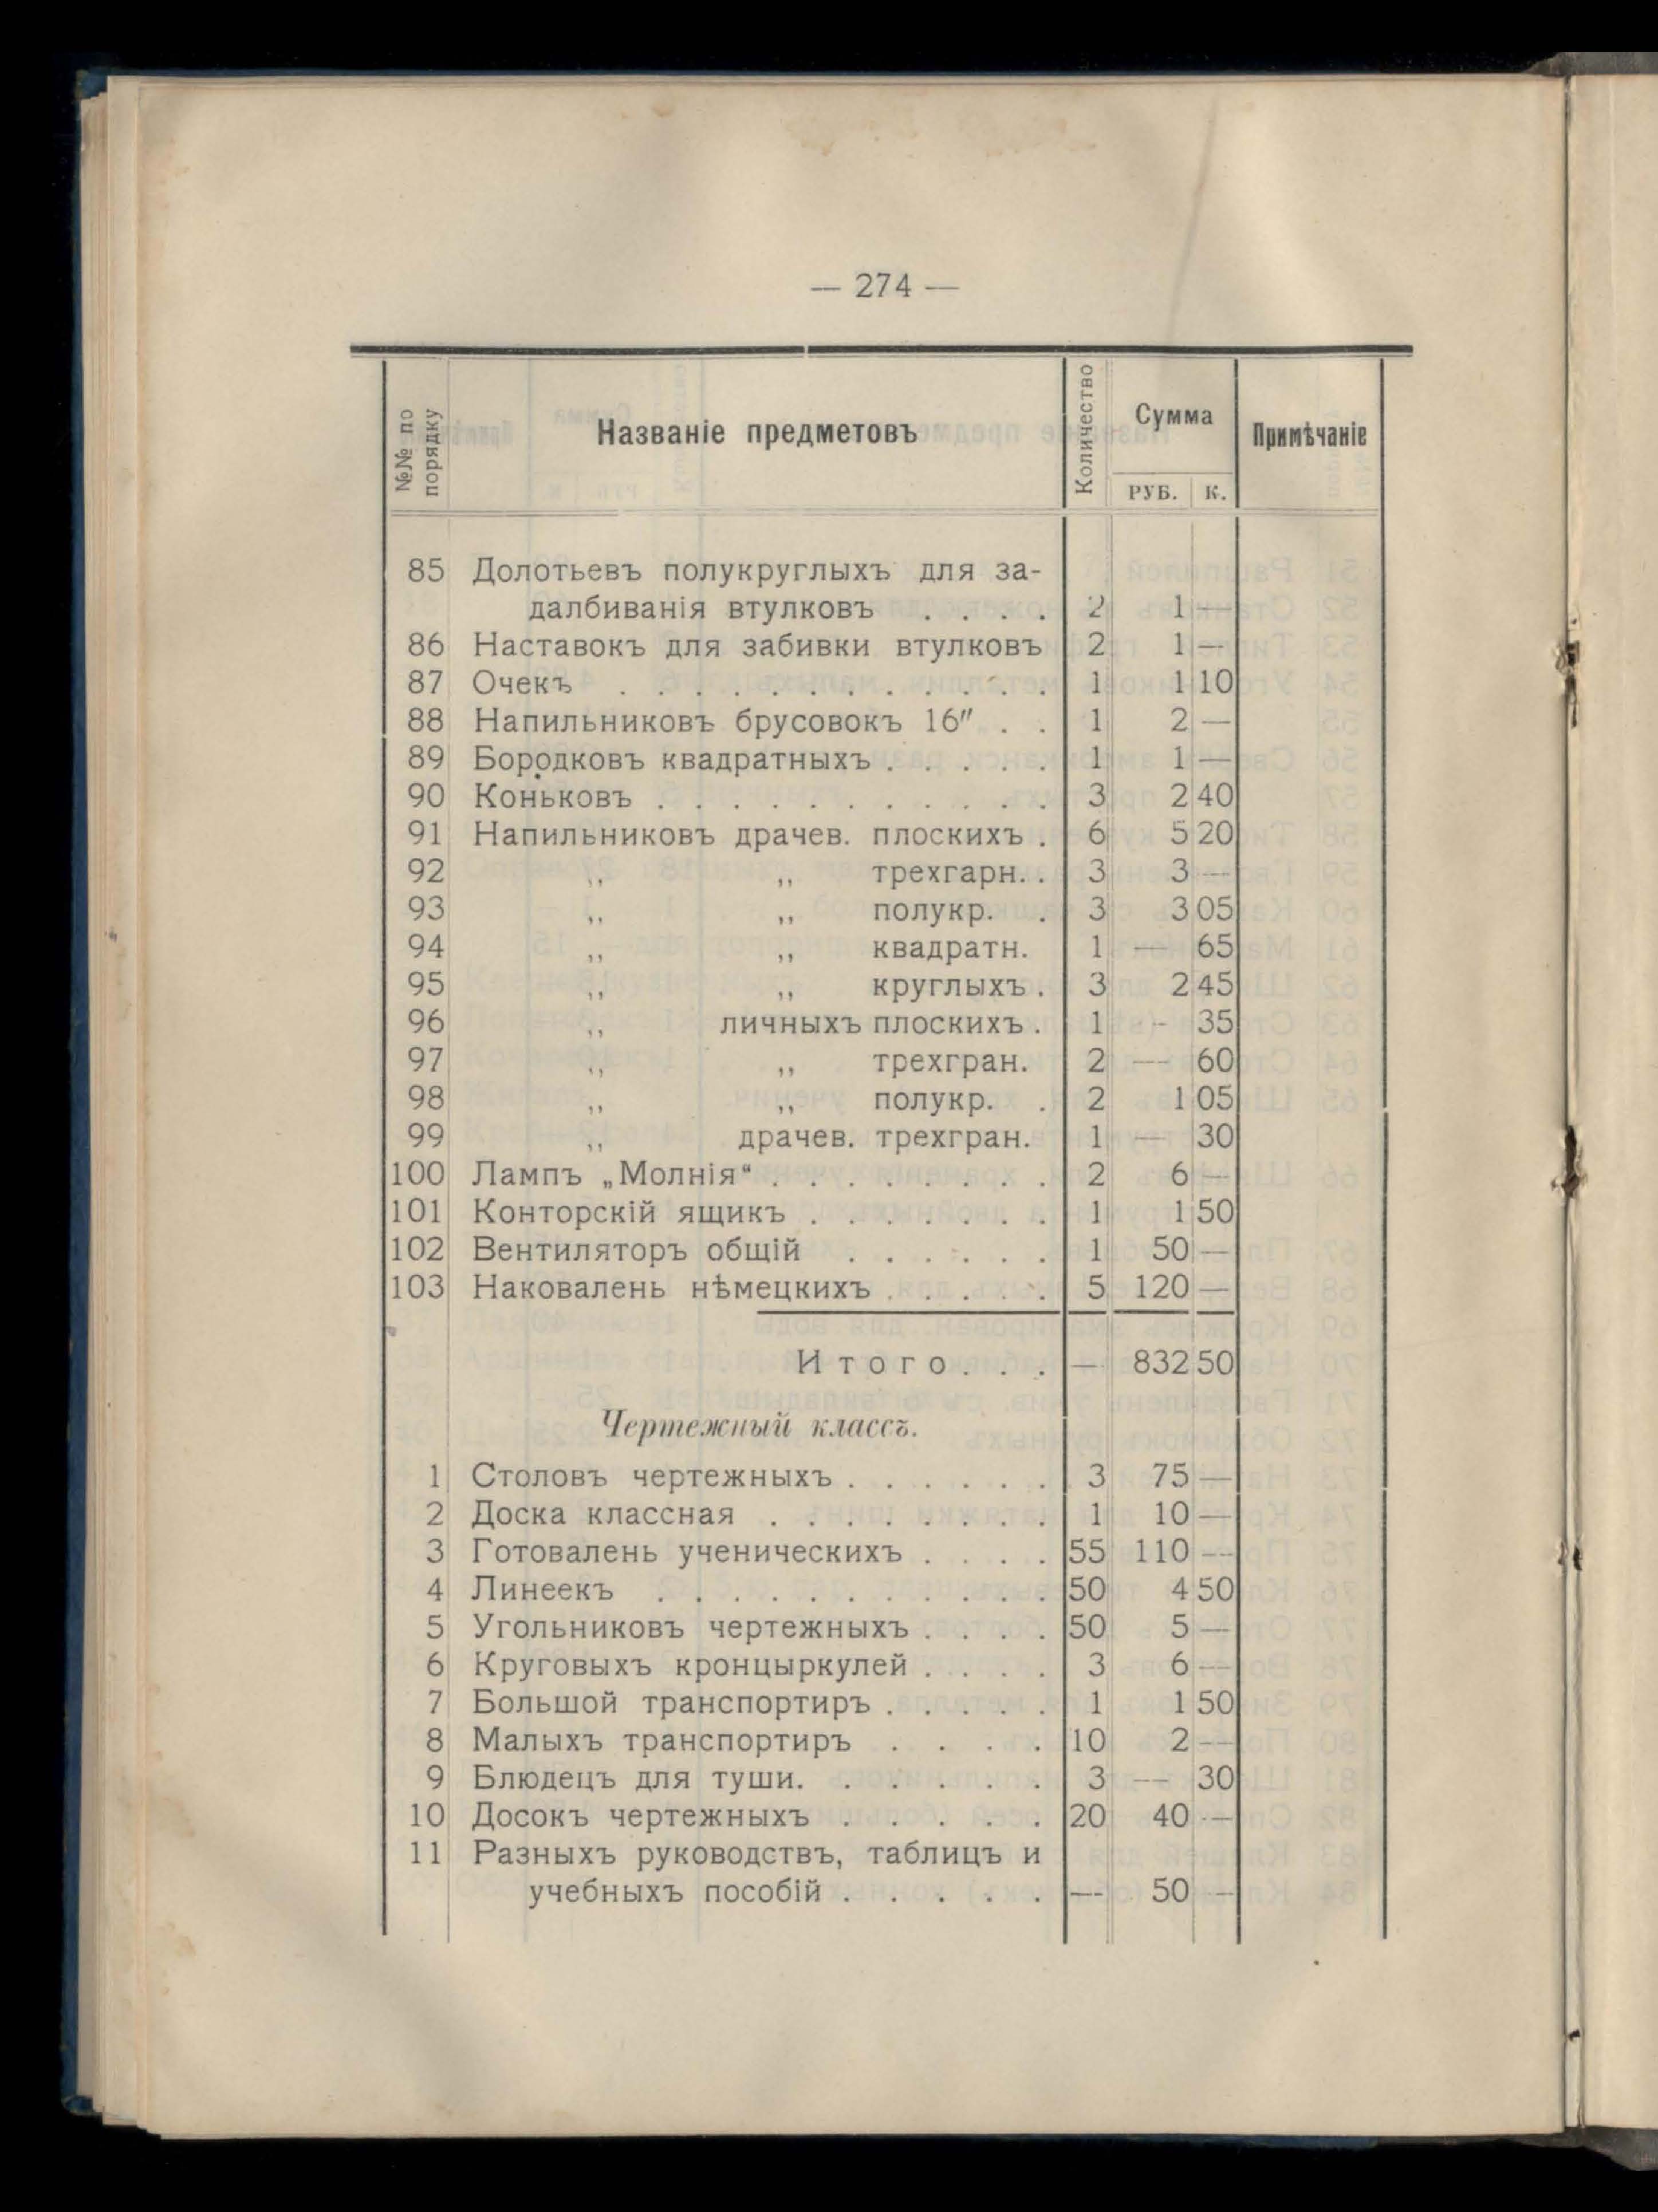 — 274 —
№№ по порядку Названіе предметовъ Количество Сумма Примѣчаніе
РУБ. К.
85 Долотьевъ полукруглыхъ для за-
далбиванія втулковъ . . . . 2 1 —
86 Наставокъ для забивки втулковъ 2 1 —
87 Очекъ . . . . . . . . . . . . 1 1 10
88 Напильниковъ брусовокъ 16″ . . 1 2 —
89 Бородковъ квадратныхъ . . . . . 1 1 —
90 Коньковъ . . . . . . . . . . . 3 2 40
91 Напильниковъ драчев. плоскихъ . 6 5 20
92 „ „ трехгарн. . 3 3 —
93 „ „ полукр. . 3 3 05
94 „ „ квадратн. 1 — 65
95 „ „ круглыхъ . 3 2 45
96 „ личныхъ плоскихъ . 1 - 35
97 „ „ трехгран. 2 — 60
98 „ „ полукр. . 2 1 05
99 „ драчев. трехгран. 1 — 30
100 Лампъ „Молнія“ . . . . . . . . 2 6 —
101 Конторскій ящикъ . . . . . . . 1 1 50
102 Вентиляторъ общій . . . . . . 1 50 —
103 Наковалень нѣмецкихъ . . . . . 5 120 —
Итого . . . — 832 50
Чертежный классъ.
1 Столовъ чертежныхъ . . . . . . 3 75 —
2 Доска классная . . . . . . . . 1 10 —
3 Готовалень ученическихъ . . . . 55 110 —
4 Линеекъ . . . . . . . . . . . 50 4 50
5 Угольниковъ чертежныхъ . . . . 50 5 —
6 Круговыхъ кронцыркулей . . . . 3 6 —
7 Большой транспортиръ . . . . . 1 1 50
8 Малыхъ транспортиръ . . . . 10 2 —
9 Блюдецъ для туши. . . . . . . 3 — 30
10 Досокъ чертежныхъ . . . . . 20 40 —
11 Разныхъ руководствъ, таблицъ и
учебныхъ пособій . . . . . . — 50 —